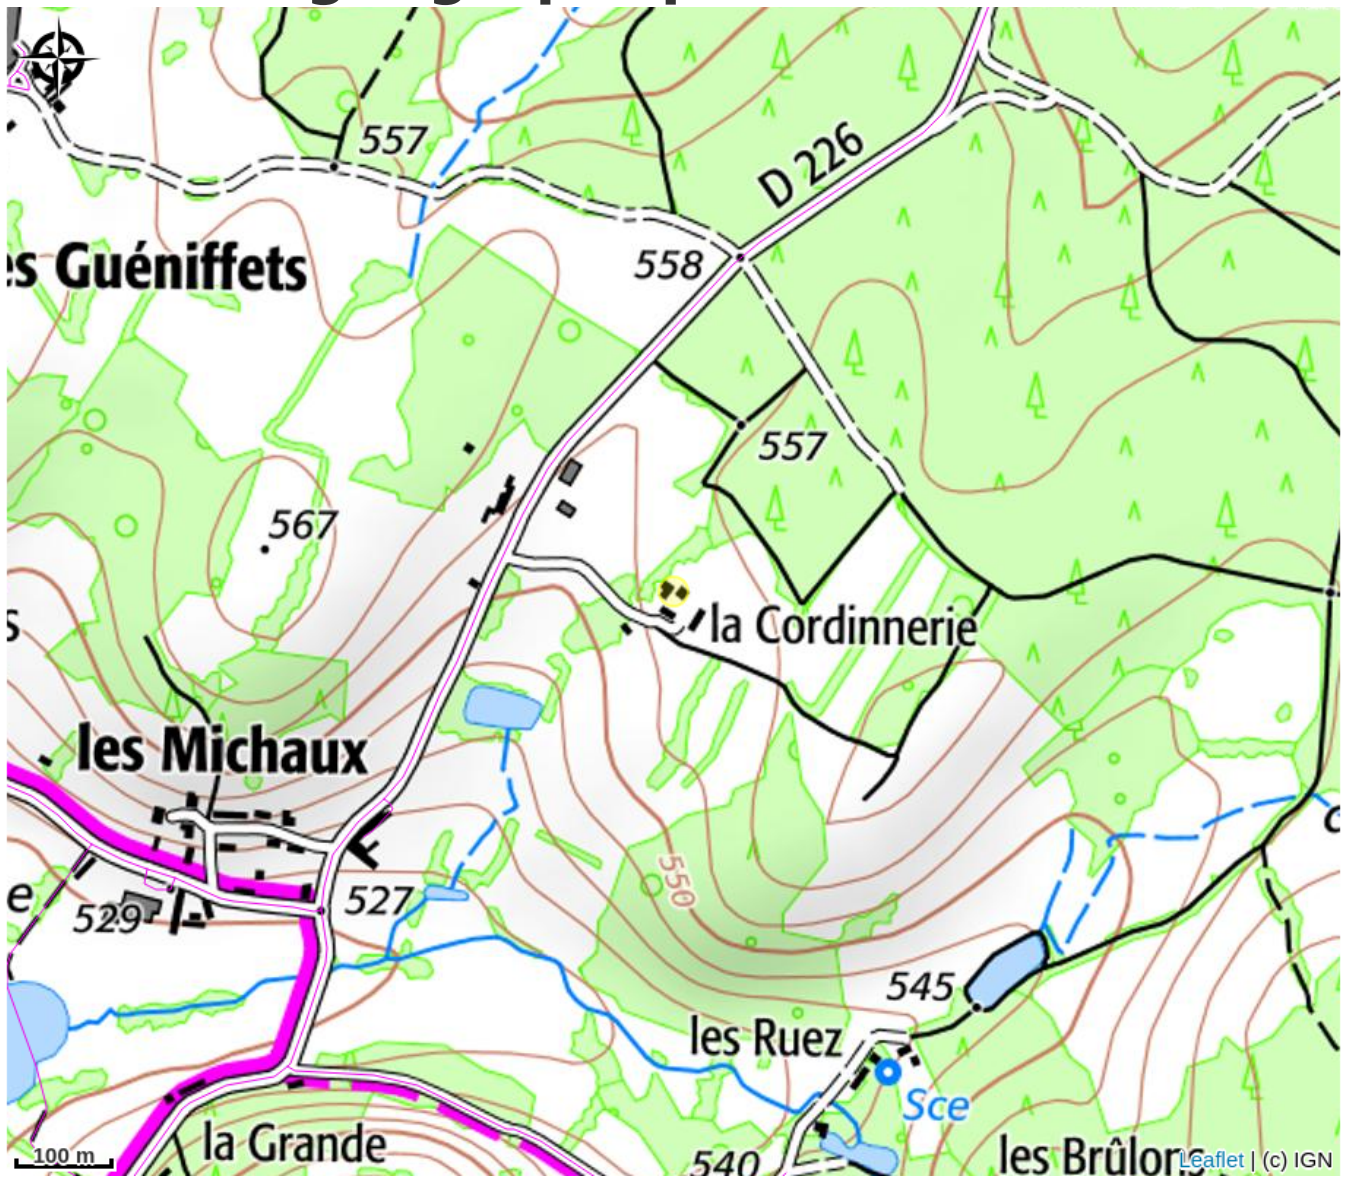 557
D 226
es Guéniffets
558
557
567
s
la Cordinnerie
les Michaux
550
c
e
529
527
545
les Ruez
Sce
la Grande
540
les Brûlons
100 m
Leaflet | (c) IGN